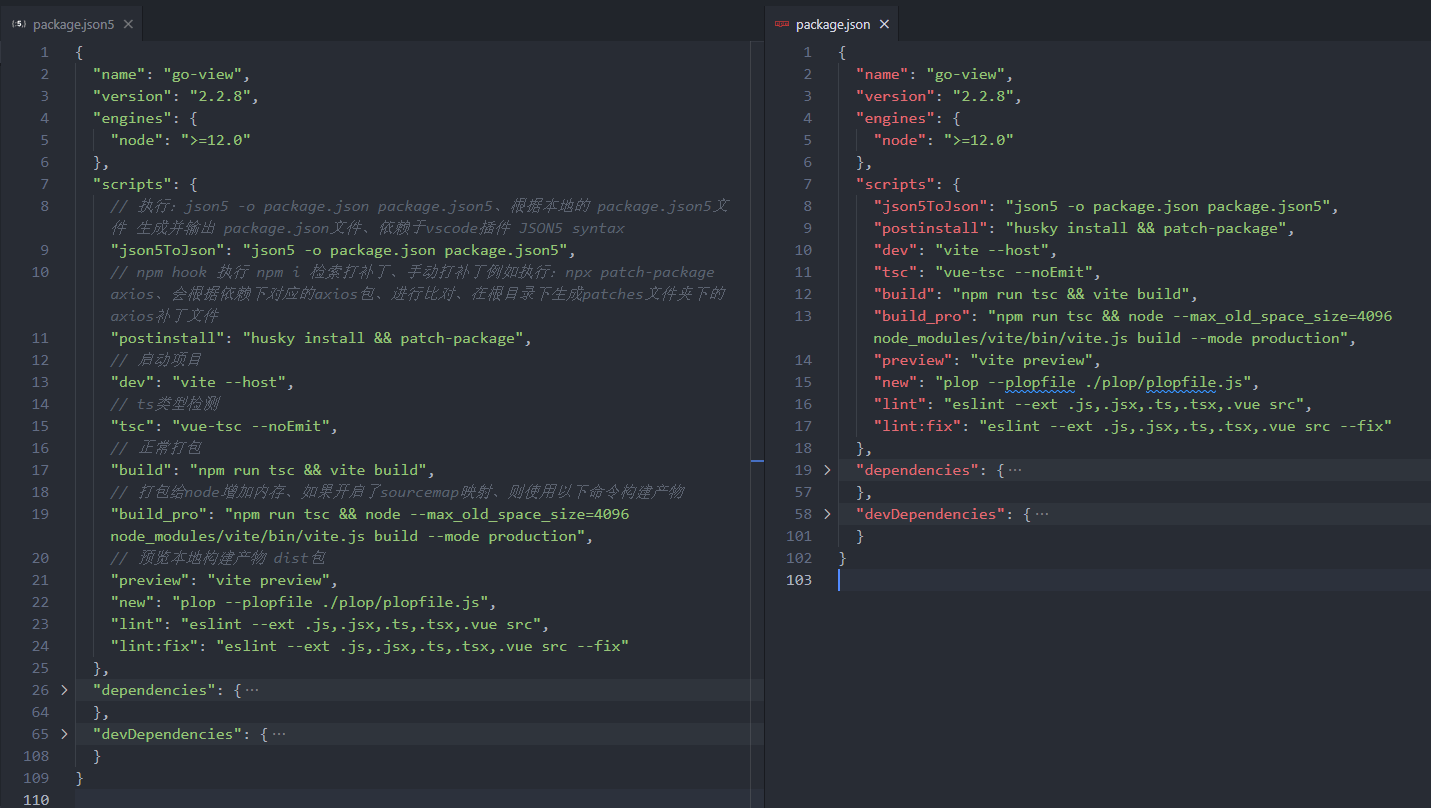 package.json5
1 {
2 "name": "go-view",
3 "version": "2.2.8",
4 "engines": {
5 "node": ">=12.0"
6 },
7 "scripts": {
8 // 执行：json5 -o package.json package.json5、根据本地的 package.json5文
件 生成并输出 package.json文件、依赖于vscode插件 JSON5 syntax
9 "json5ToJson": "json5 -o package.json package.json5",
10 // npm hook 执行 npm i 检索打补丁、手动打补丁例如执行：npx patch-package
axios、会根据依赖下对应的axios包、进行比对、在根目录下生成patches文件夹下的
axios补丁文件
11 "postinstall": "husky install && patch-package",
12 // 启动项目
13 "dev": "vite --host",
14 // ts类型检测
15 "tsc": "vue-tsc --noEmit",
16 // 正常打包
17 "build": "npm run tsc && vite build",
18 // 打包给node增加内存、如果开启了sourcemap映射、则使用以下命令构建产物
19 "build_pro": "npm run tsc && node --max_old_space_size=4096
node_modules/vite/bin/vite.js build --mode production",
20 // 预览本地构建产物 dist包
21 "preview": "vite preview",
22 "new": "plop --plopfile ./plop/plopfile.js",
23 "lint": "eslint --ext .js,.jsx,.ts,.tsx,.vue src",
24 "lint:fix": "eslint --ext .js,.jsx,.ts,.tsx,.vue src --fix"
25 },
26 "dependencies": {···
64 },
65 "devDependencies": {···
108 }
109 }
110
package.json
1 {
2 "name": "go-view",
3 "version": "2.2.8",
4 "engines": {
5 "node": ">=12.0"
6 },
7 "scripts": {
8 "json5ToJson": "json5 -o package.json package.json5",
9 "postinstall": "husky install && patch-package",
10 "dev": "vite --host",
11 "tsc": "vue-tsc --noEmit",
12 "build": "npm run tsc && vite build",
13 "build_pro": "npm run tsc && node --max_old_space_size=4096
node_modules/vite/bin/vite.js build --mode production",
14 "preview": "vite preview",
15 "new": "plop --plopfile ./plop/plopfile.js",
16 "lint": "eslint --ext .js,.jsx,.ts,.tsx,.vue src",
17 "lint:fix": "eslint --ext .js,.jsx,.ts,.tsx,.vue src --fix"
18 },
19 "dependencies": {···
57 },
58 "devDependencies": {···
101 }
102 }
103